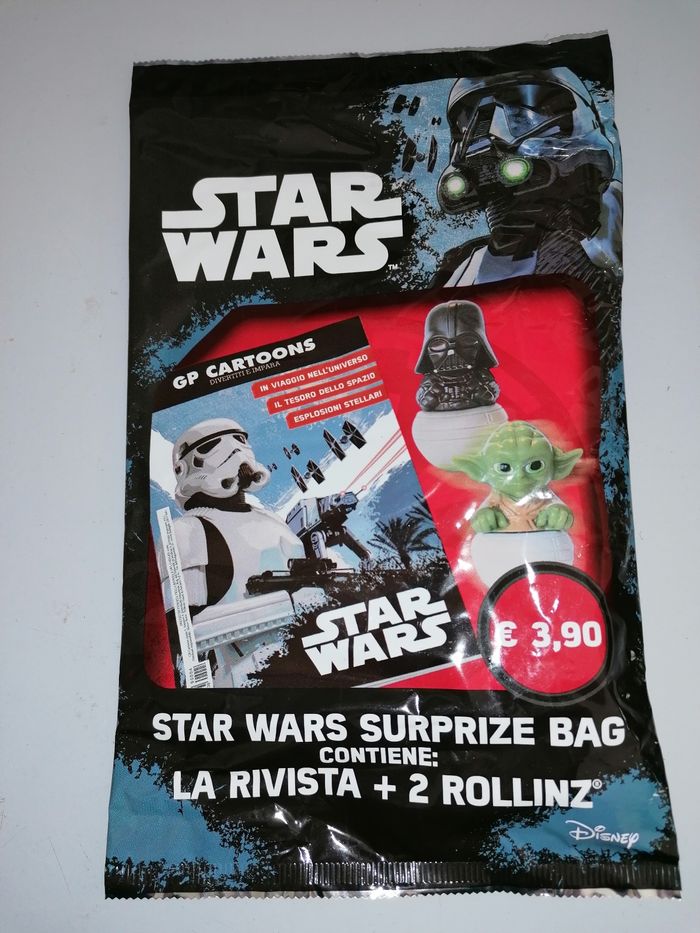 STAR
WARS™
GP CARTOONS
DIVERTITI E IMPARA
IN VIAGGIO NELL'UNIVERSO
IL TESORO DELLO SPAZIO
ESPLOSIONI STELLARI
STAR
WARS
€ 3,90
STAR WARS SURPRIZE BAG
CONTIENE:
LA RIVISTA + 2 ROLLINZ®
Disney